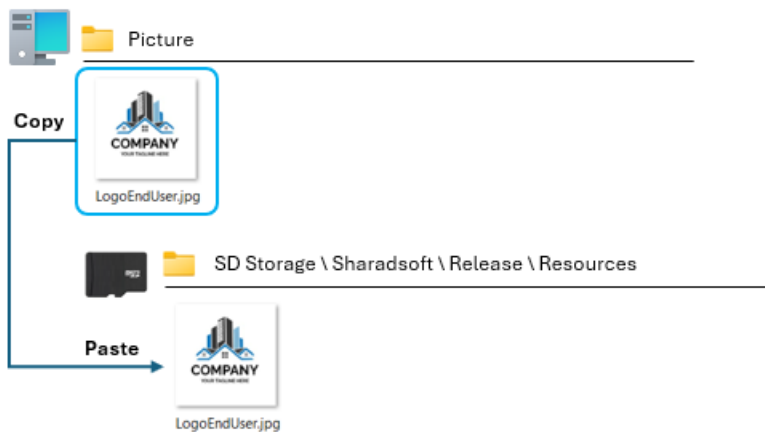 Picture
Copy
COMPANY
YOUR TAGLINE HERE
LogoEndUser.jpg
SD Storage \ Sharadsoft \ Release \ Resources
Paste
COMPANY
YOUR TAGLINE HERE
LogoEndUser.jpg